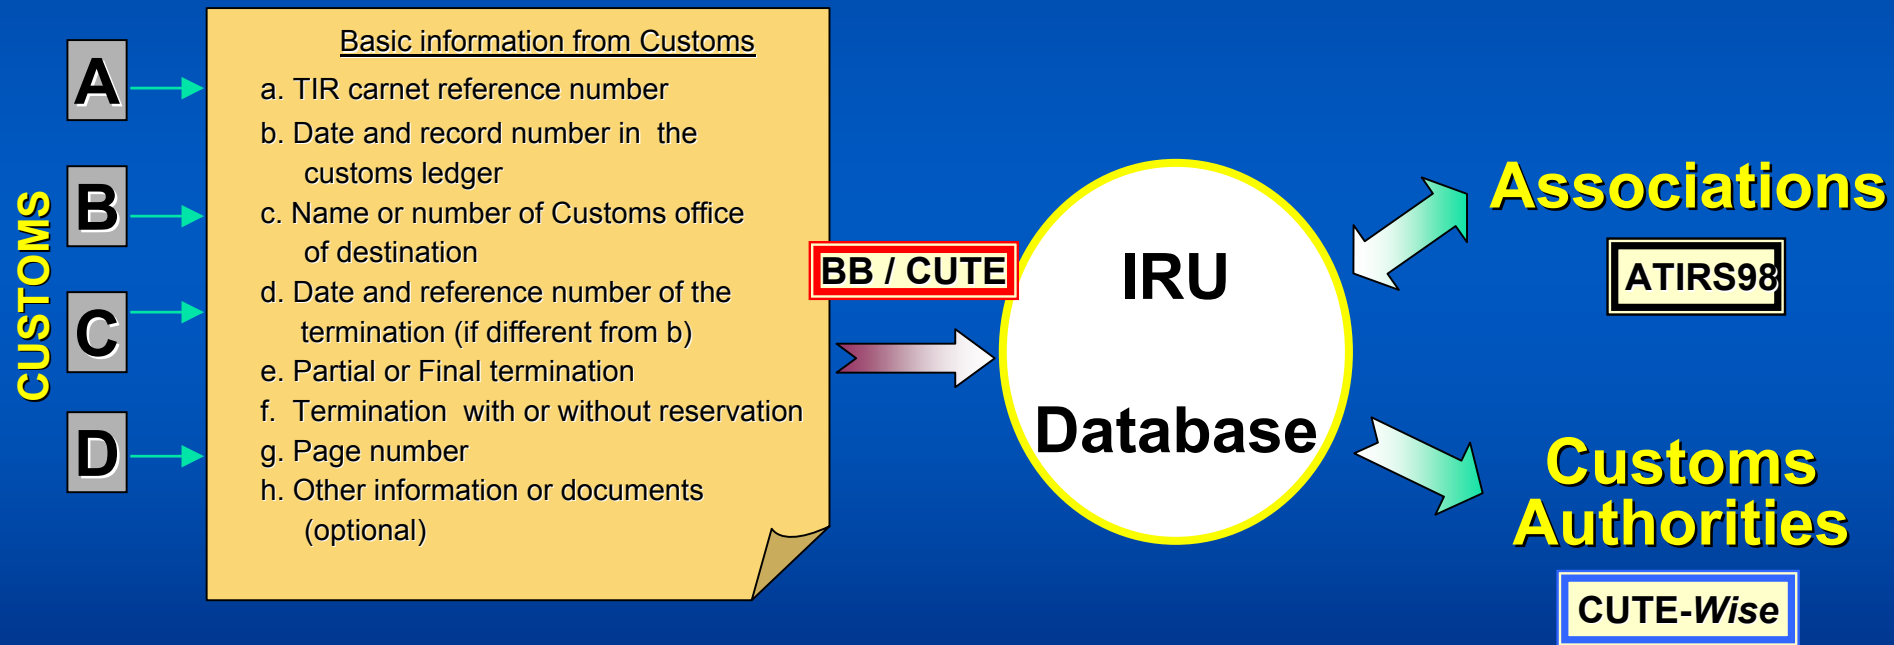 CUSTOMS
A
B
C
D
Basic information from Customs
a. TIR carnet reference number
b. Date and record number in the
customs ledger
c. Name or number of Customs office
of destination
d. Date and reference number of the
termination (if different from b)
e. Partial or Final termination
f. Termination with or without reservation
g. Page number
h. Other information or documents
(optional)
BB / CUTE
IRU
Database
Associations
ATIRS98
Customs
Authorities
CUTE-Wise